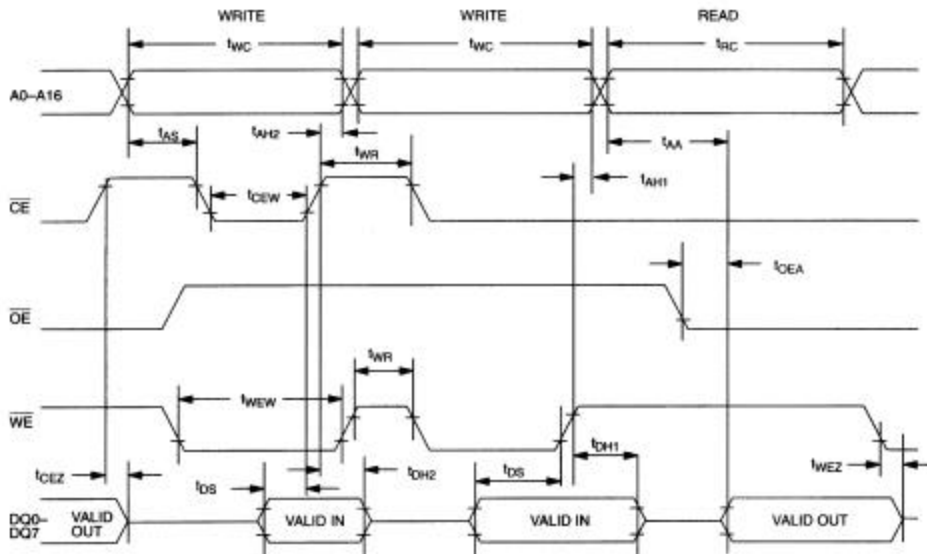 WRITE WRITE READ
tWC tWC tRC
A0–A16
tAS tAH2 tWR tAA
CE tCEW tAH1
tOEA
OE
tWR
tWEW
WE
tCEZ tDS tDH2 tDS tDH1 tWEZ
DQ0–DQ7 VALID OUT VALID IN VALID IN VALID OUT